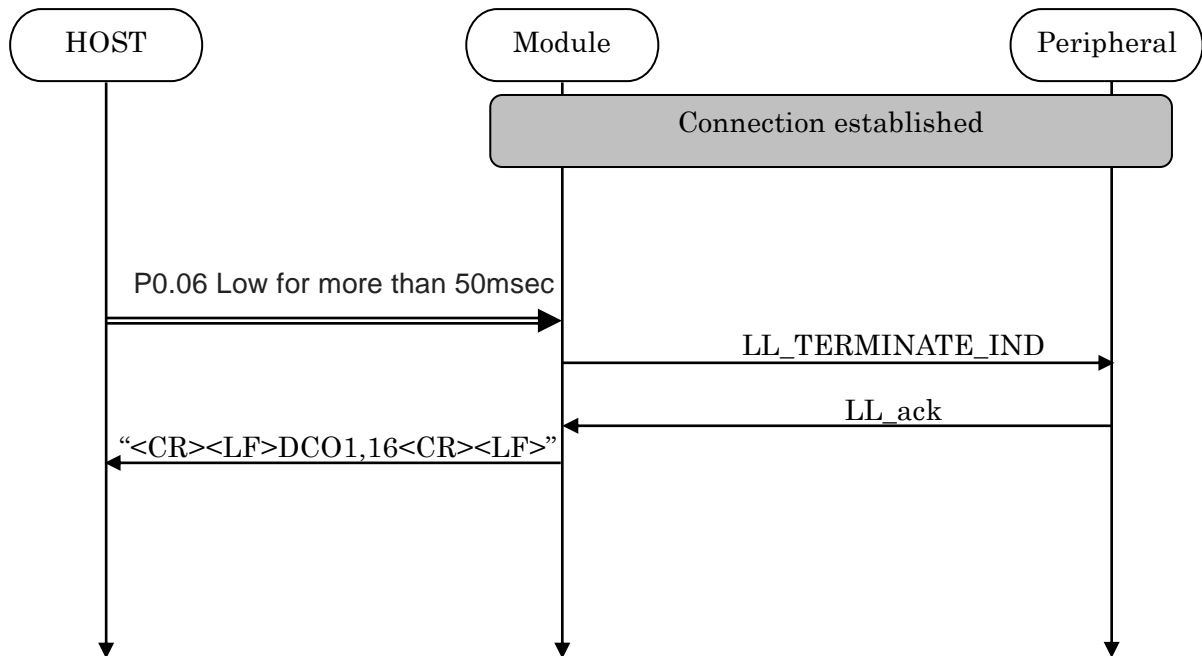 HOST
Module
Peripheral
Connection established
P0.06 Low for more than 50msec
LL_TERMINATE_IND
LL_ack
“<CR><LF>DCO1,16<CR><LF>”